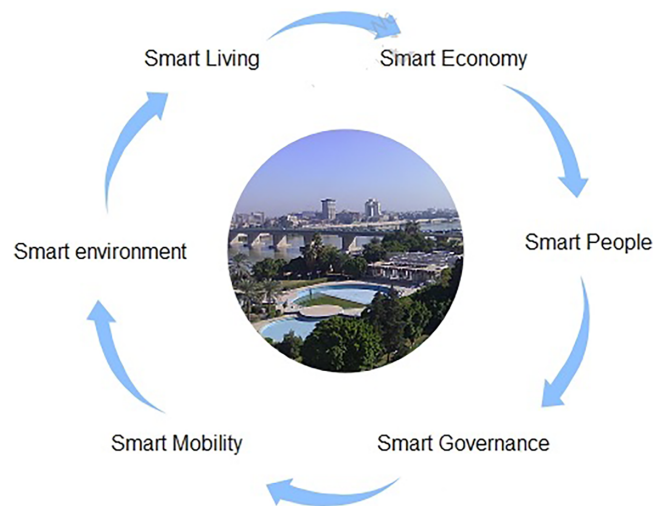 Smart Living
Smart Economy
Smart environment
Smart People
Smart Mobility
Smart Governance